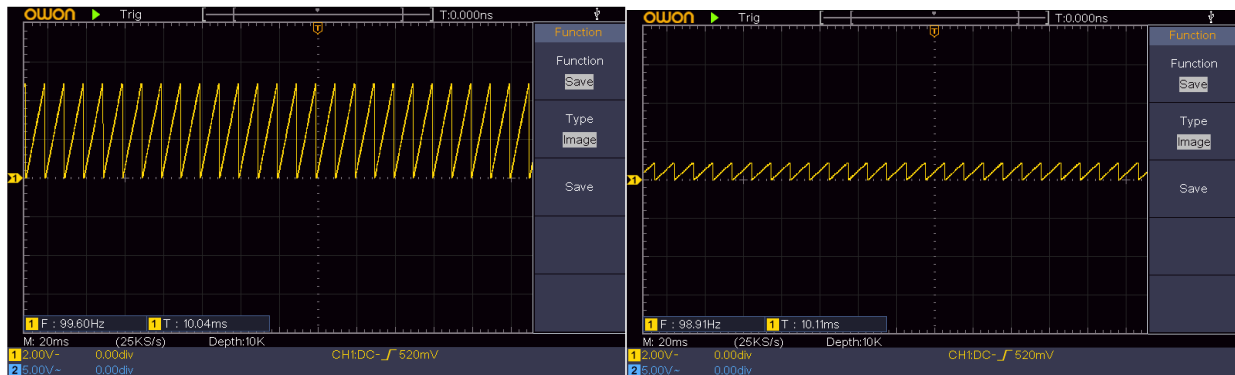 OWON Trig T:0.000ns
T
Function
Function
Save
Type
Image
Save
1
1 F : 99.60Hz 1 T : 10.04ms
M: 20ms (25KS/s) Depth:10K
1 2.00V- 0.00div CH1:DC- 520mV
2 5.00V~ 0.00div
OWON Trig T:0.000ns
T
Function
Function
Save
Type
Image
Save
1
1 F : 98.91Hz 1 T : 10.11ms
M: 20ms (25KS/s) Depth:10K
1 2.00V- 0.00div CH1:DC- 520mV
2 5.00V~ 0.00div